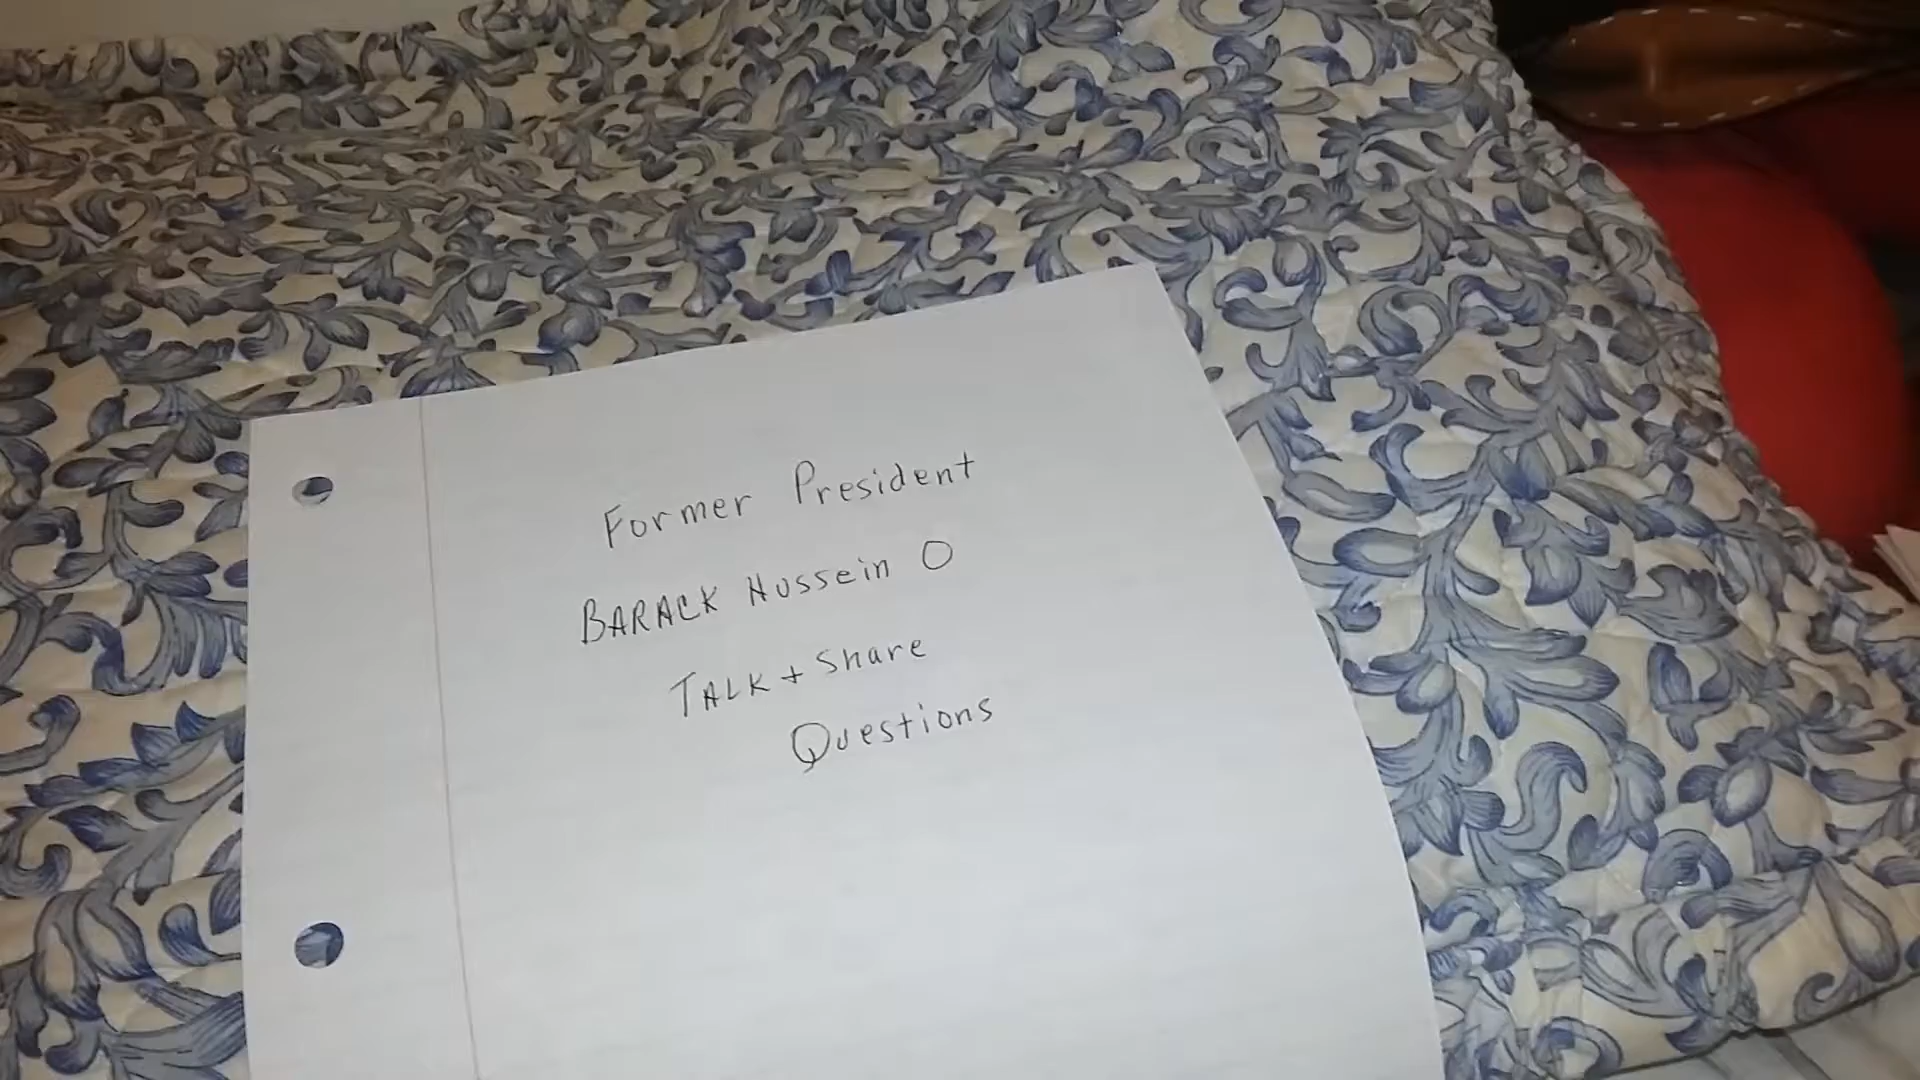 Former President
BARACK Hussein O
TALK + Share
Questions